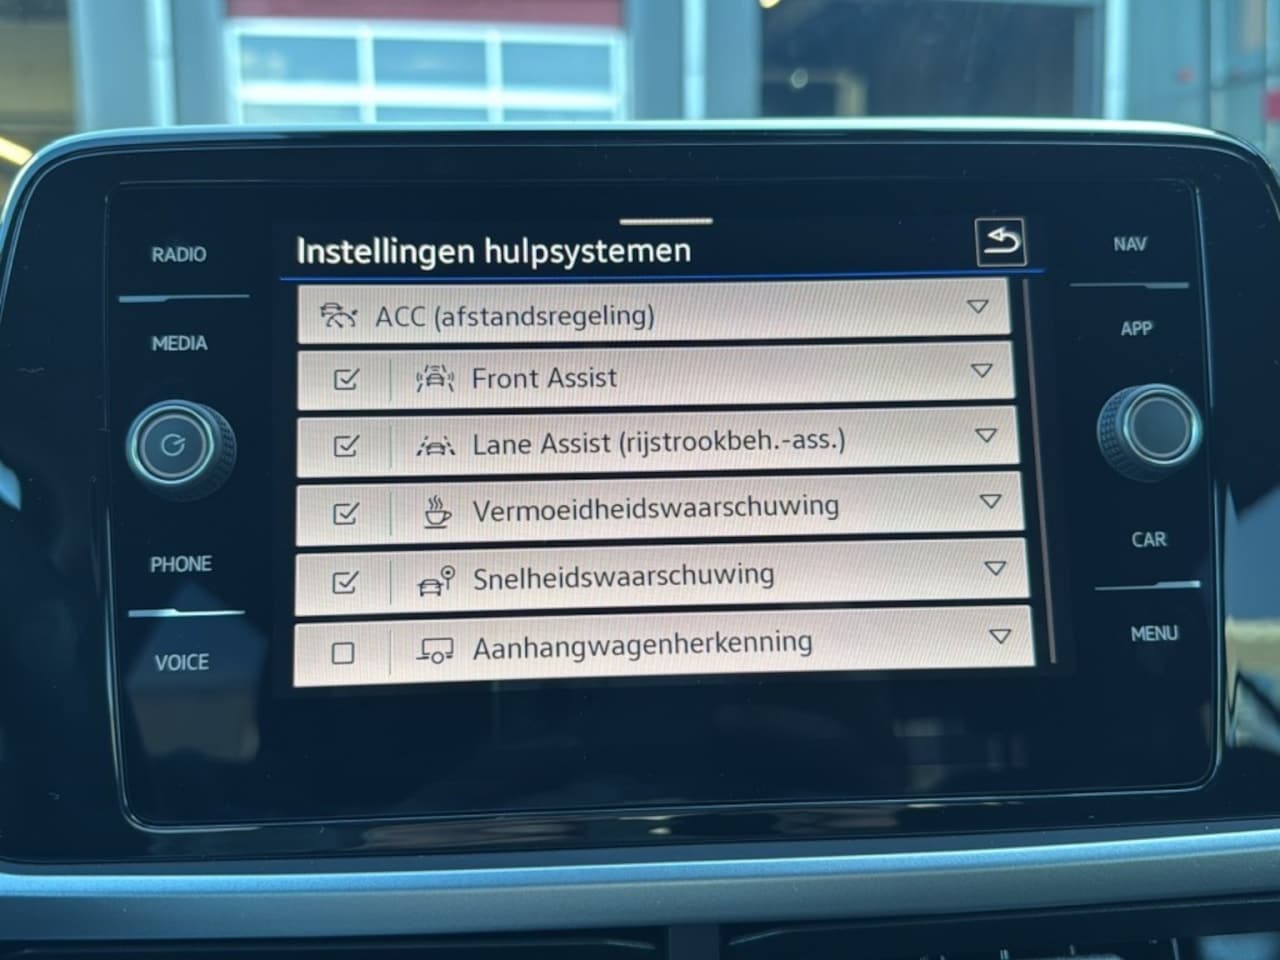 RADIO
MEDIA
PHONE
VOICE
Instellingen hulpsystemen
ACC (afstandsregeling)
Front Assist
Lane Assist (rijstrookbeh.-ass.)
Vermoeidheidswaarschuwing
Snelheidswaarschuwing
Aanhangwagenherkenning
NAV
APP
CAR
MENU